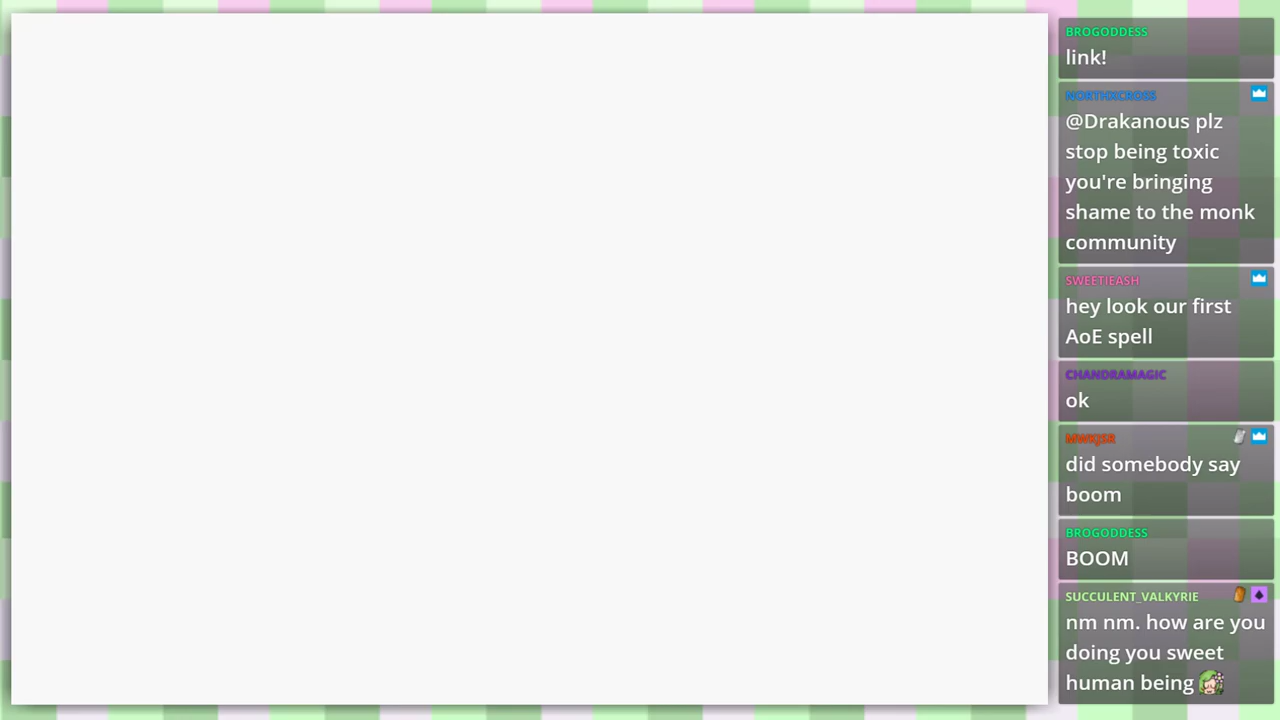 BROGODDESS
link!
NORTHXCROSS
@Drakanous plz
stop being toxic
you're bringing
shame to the monk
community
SWEETIEASH
hey look our first
AoE spell
CHANDRAMAGIC
ok
MWKJSR
did somebody say
boom
BROGODDESS
BOOM
SUCCULENT_VALKYRIE
nm nm. how are you
doing you sweet
human being